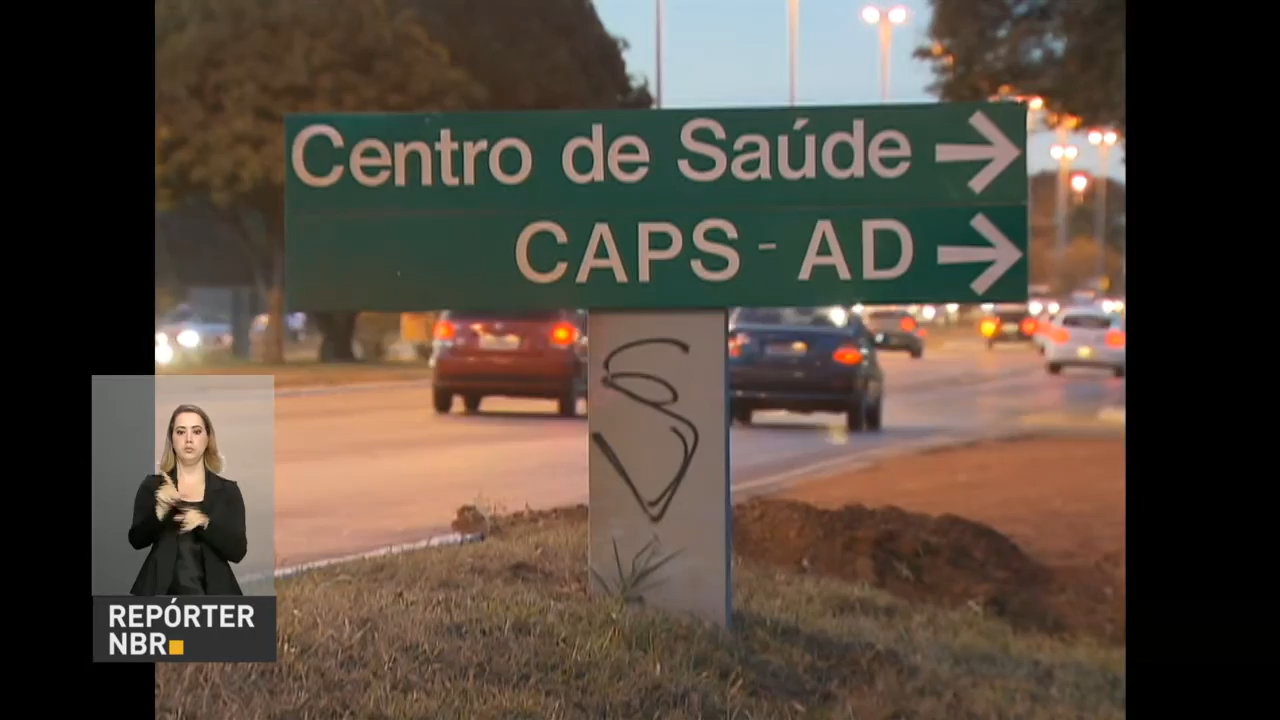 Centro de Saúde →
CAPS - AD →
REPÓRTER
NBR